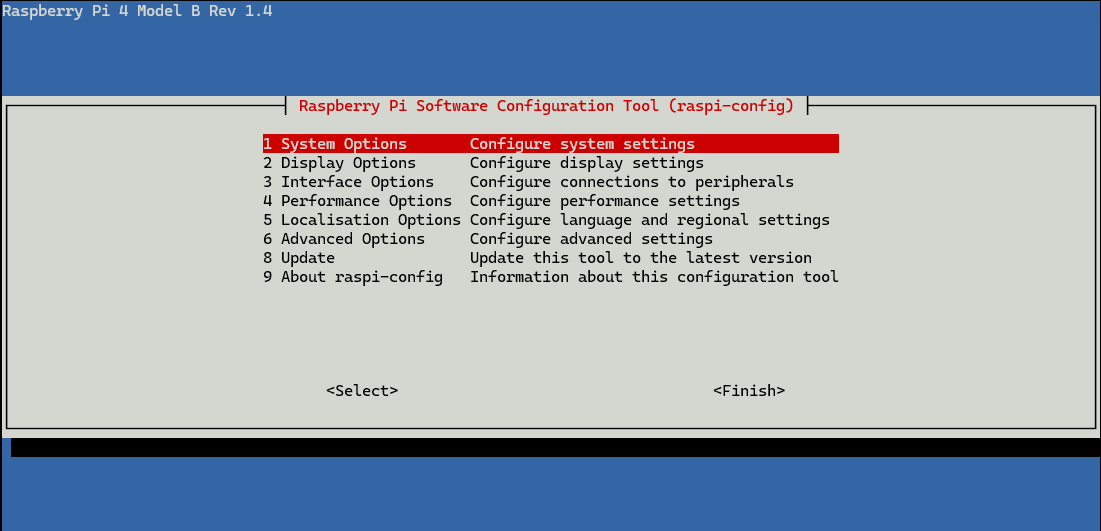 Raspberry Pi 4 Model B Rev 1.4
Raspberry Pi Software Configuration Tool (raspi-config)
1 System Options Configure system settings
2 Display Options Configure display settings
3 Interface Options Configure connections to peripherals
4 Performance Options Configure performance settings
5 Localisation Options Configure language and regional settings
6 Advanced Options Configure advanced settings
8 Update Update this tool to the latest version
9 About raspi-config Information about this configuration tool
<Select> <Finish>